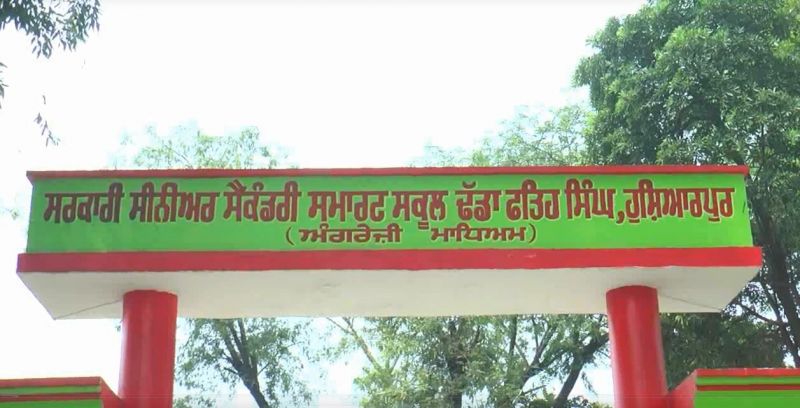 ਸਰਕਾਰੀ ਸੀਨੀਅਰ ਸੈਕੰਡਰੀ ਸਮਾਰਟ ਸਕੂਲ ਢੱਡਾ ਫਤਿਹ ਸਿੰਘ, ਹੁਸ਼ਿਆਰਪੁਰ
(ਅੰਗਰੇਜ਼ੀ ਮਾਧਿਅਮ)